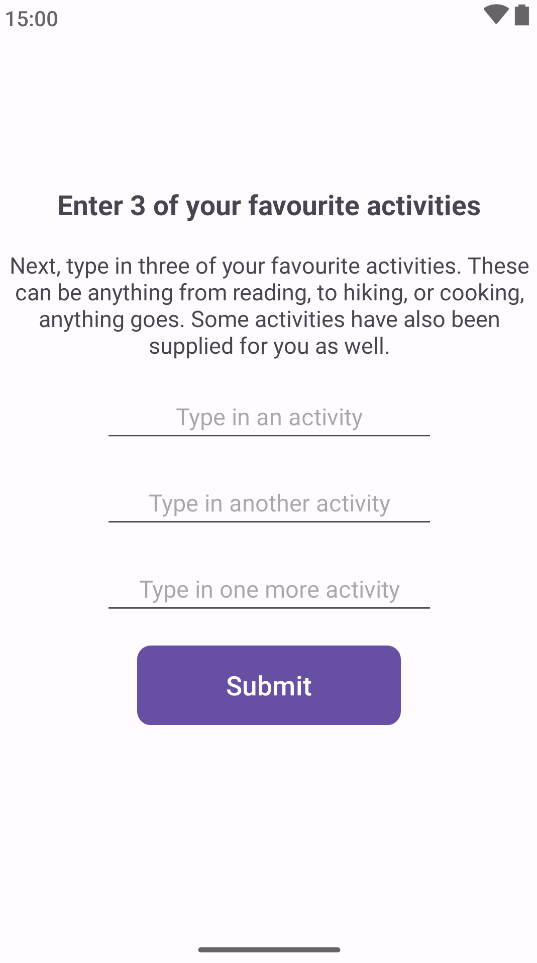 15:00
Enter 3 of your favourite activities
Next, type in three of your favourite activities. These
can be anything from reading, to hiking, or cooking,
anything goes. Some activities have also been
supplied for you as well.
Type in an activity
Type in another activity
Type in one more activity
Submit